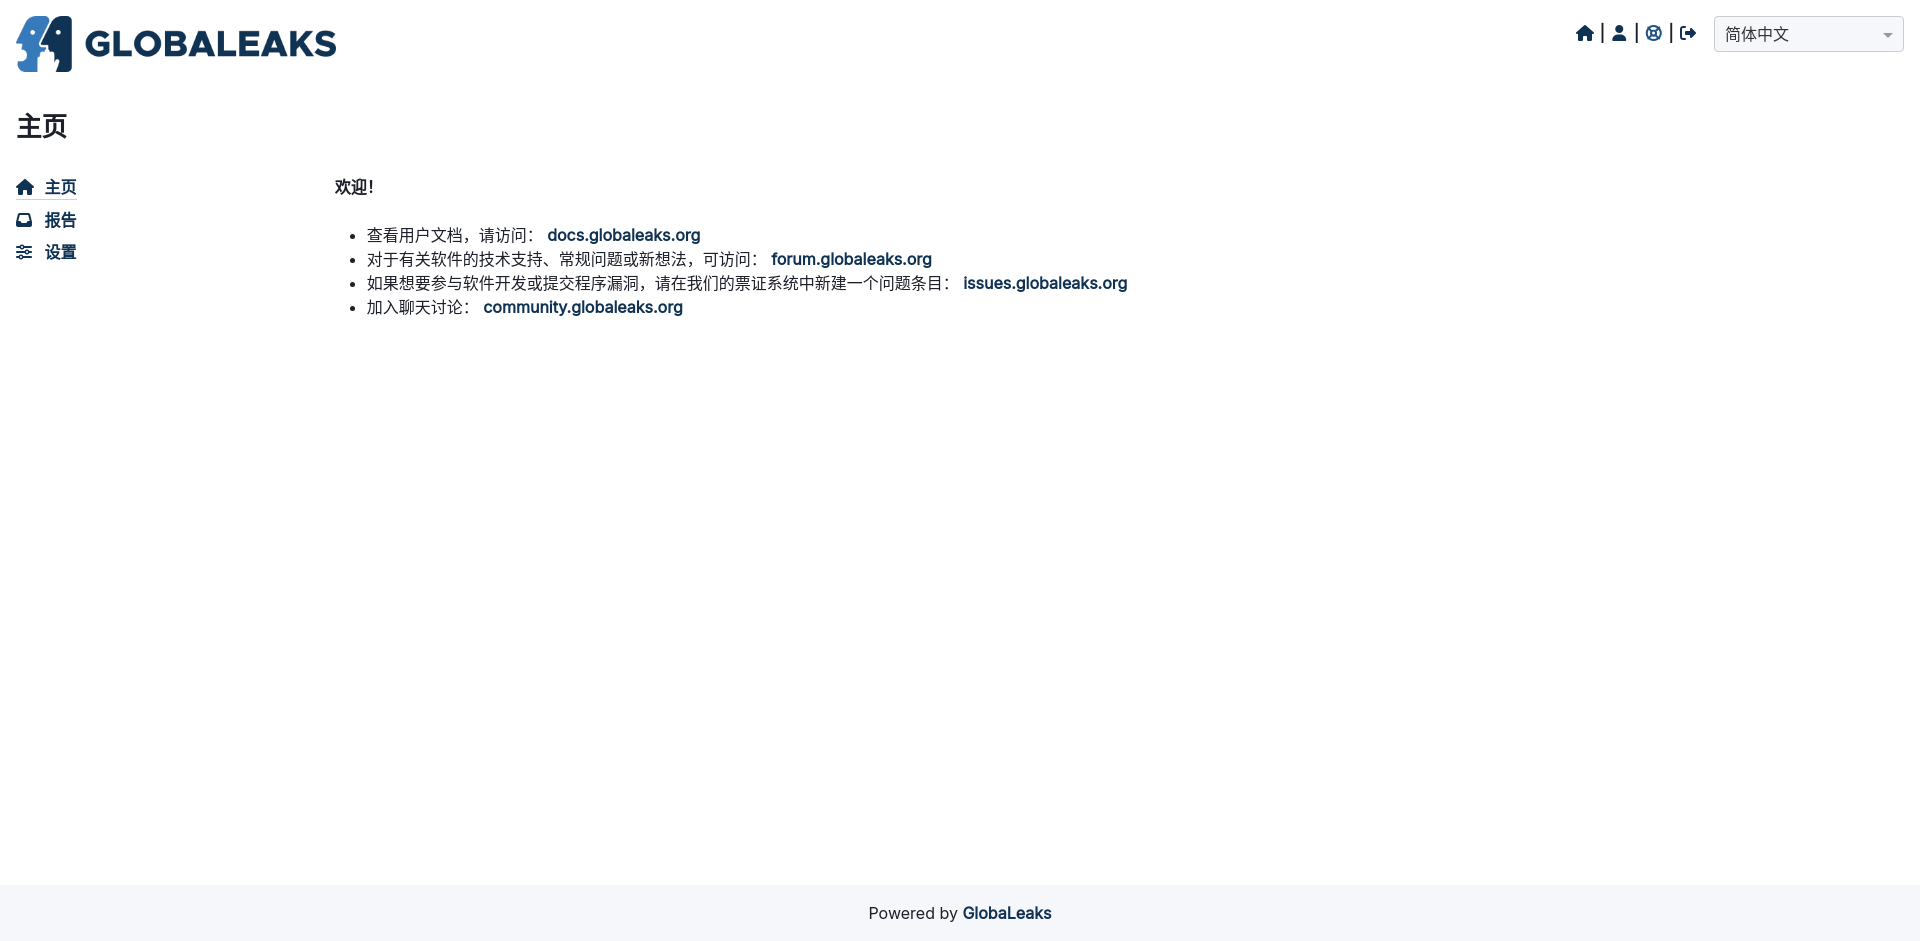 GLOBALEAKS
简体中文
主页
主页
报告
设置
欢迎!
查看用户文档，请访问： docs.globaleaks.org
对于有关软件的技术支持、常规问题或新想法，可访问： forum.globaleaks.org
如果想要参与软件开发或提交程序漏洞，请在我们的票证系统中新建一个问题条目： issues.globaleaks.org
加入聊天讨论： community.globaleaks.org
Powered by GlobaLeaks